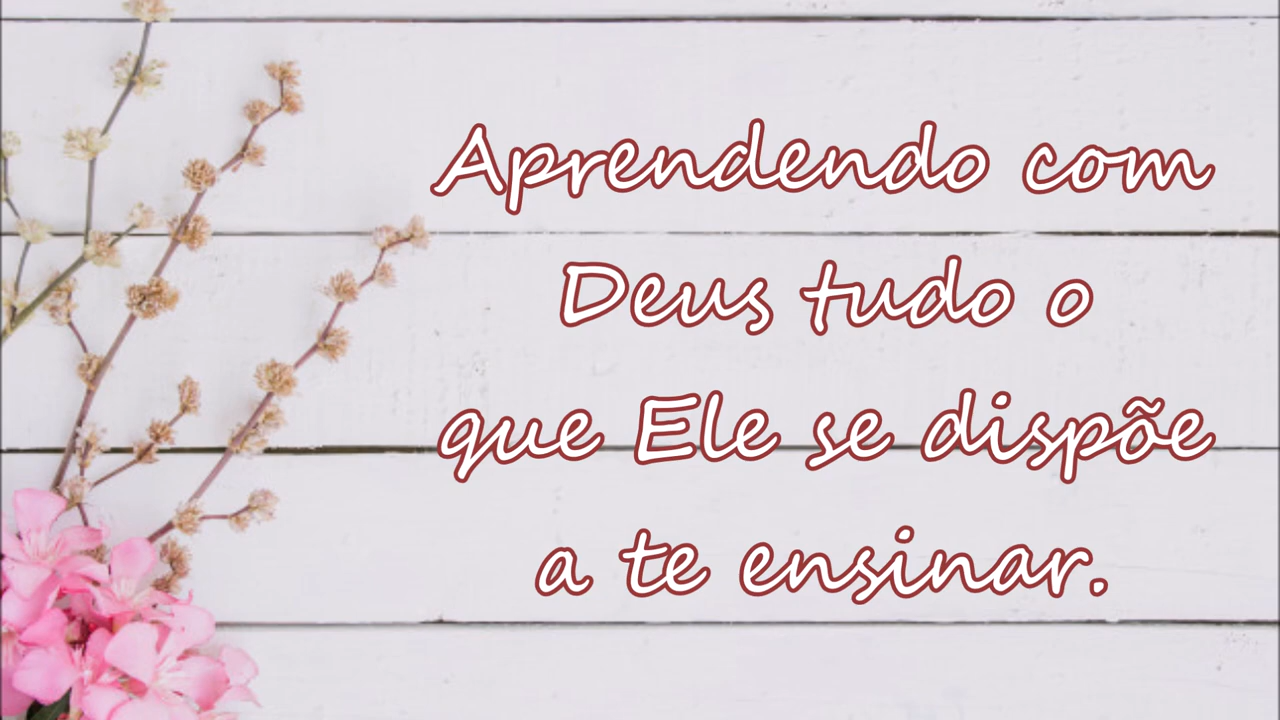 Aprendendo com
Deus tudo o
que Ele se dispõe
a te ensinar.